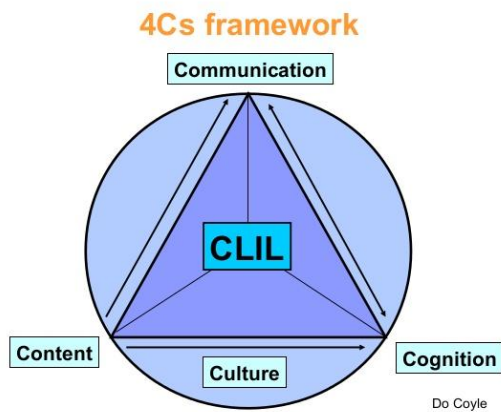 4Cs framework
Communication
CLIL
Content
Culture
Cognition
Do Coyle